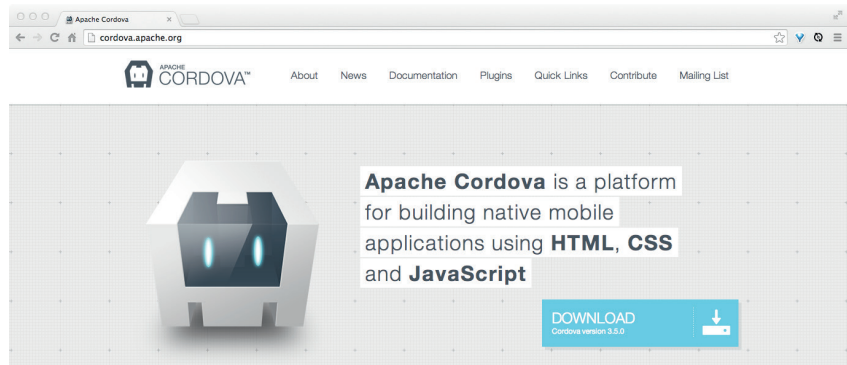 Apache Cordova
cordova.apache.org
APACHE
CORDOVA™
About News Documentation Plugins Quick Links Contribute Mailing List
Apache Cordova is a platform
for building native mobile
applications using HTML, CSS
and JavaScript
DOWNLOAD
Cordova version 3.5.0